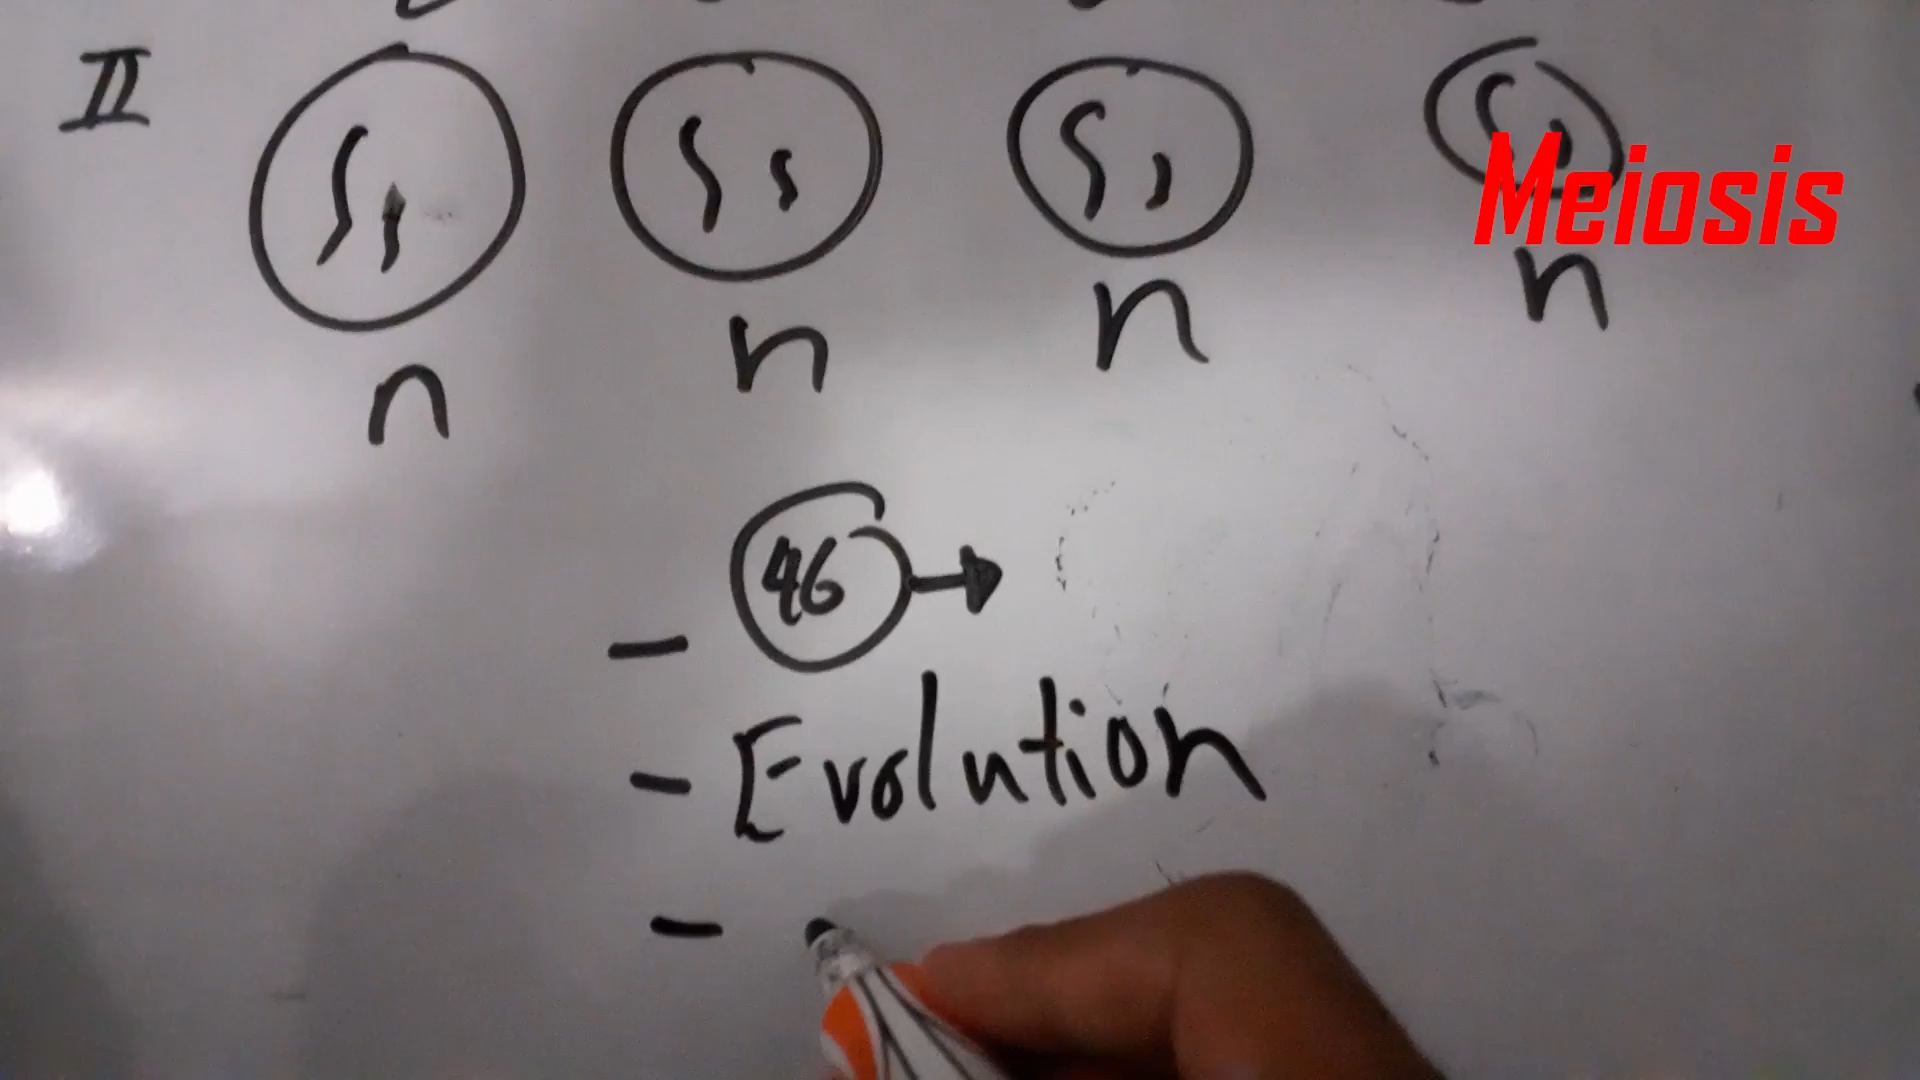 II
Meiosis
n n n n
- 46 →
- Evolution
-